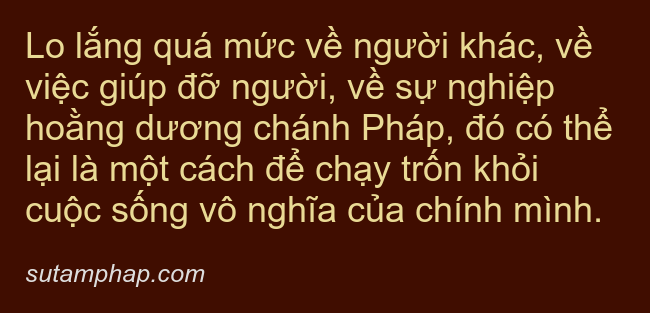 Lo lắng quá mức về người khác, về
việc giúp đỡ người, về sự nghiệp
hoằng dương chánh Pháp, đó có thể
lại là một cách để chạy trốn khỏi
cuộc sống vô nghĩa của chính mình.
sutamphap.com